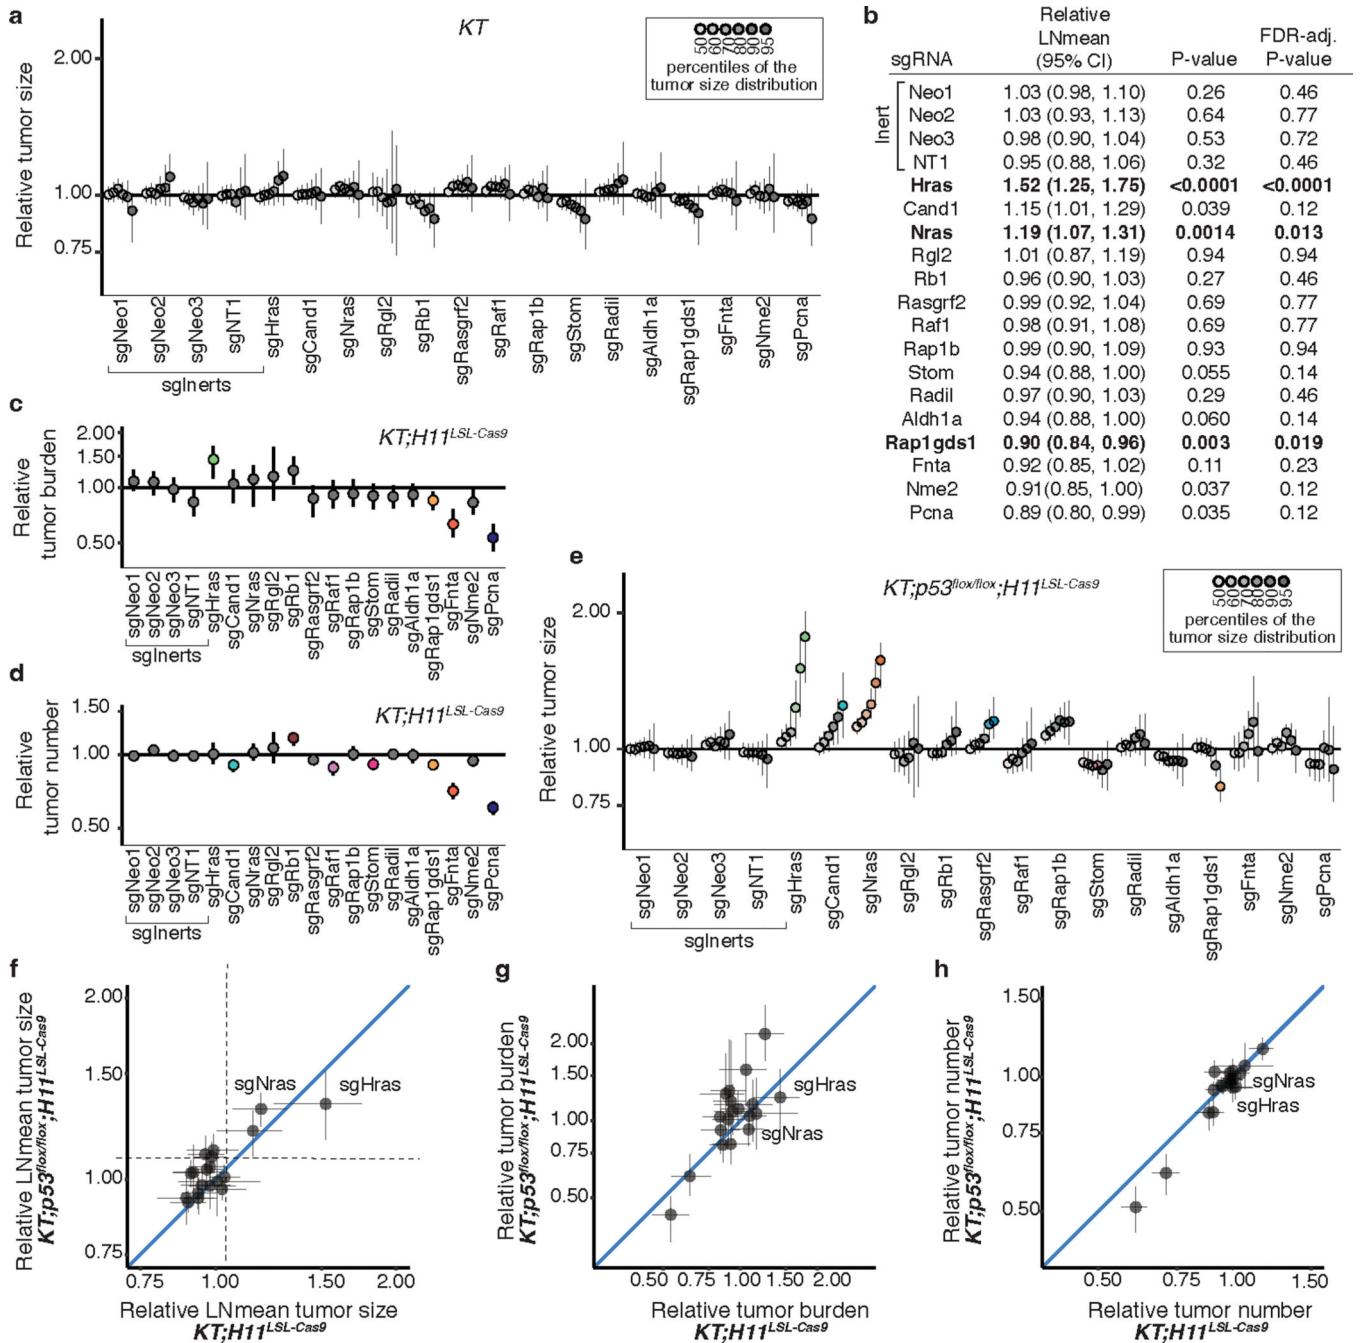 a
KT
50 60 70 80 90 95
percentiles of the
tumor size distribution
Relative tumor size
2.00
1.00
0.75
sgNeo1 sgNeo2 sgNeo3 sgNT1 sgHras sgCand1 sgNras sgRgl2 sgRb1 sgRasgrf2 sgRaf1 sgRap1b sgStom sgRadil sgAldh1a sgRap1gds1 sgFnta sgNme2 sgPcna
sgInerts
b
Relative
LNmean FDR-adj.
sgRNA (95% CI) P-value P-value
Inert
Neo1 1.03 (0.98, 1.10) 0.26 0.46
Neo2 1.03 (0.93, 1.13) 0.64 0.77
Neo3 0.98 (0.90, 1.04) 0.53 0.72
NT1 0.95 (0.88, 1.06) 0.32 0.46
Hras 1.52 (1.25, 1.75) <0.0001 <0.0001
Cand1 1.15 (1.01, 1.29) 0.039 0.12
Nras 1.19 (1.07, 1.31) 0.0014 0.013
Rgl2 1.01 (0.87, 1.19) 0.94 0.94
Rb1 0.96 (0.90, 1.03) 0.27 0.46
Rasgrf2 0.99 (0.92, 1.04) 0.69 0.77
Raf1 0.98 (0.91, 1.08) 0.69 0.77
Rap1b 0.99 (0.90, 1.09) 0.93 0.94
Stom 0.94 (0.88, 1.00) 0.055 0.14
Radil 0.97 (0.90, 1.03) 0.29 0.46
Aldh1a 0.94 (0.88, 1.00) 0.060 0.14
Rap1gds1 0.90 (0.84, 0.96) 0.003 0.019
Fnta 0.92 (0.85, 1.02) 0.11 0.23
Nme2 0.91(0.85, 1.00) 0.037 0.12
Pcna 0.89 (0.80, 0.99) 0.035 0.12
c
KT;H11LSL-Cas9
Relative
tumor burden
2.00
1.50
1.00
0.50
sgNeo1 sgNeo2 sgNeo3 sgNT1 sgHras sgCand1 sgNras sgRgl2 sgRb1 sgRasgrf2 sgRaf1 sgRap1b sgStom sgRadil sgAldh1a sgRap1gds1 sgFnta sgNme2 sgPcna
sgInerts
d
KT;H11LSL-Cas9
Relative
tumor number
1.50
1.00
0.50
sgNeo1 sgNeo2 sgNeo3 sgNT1 sgHras sgCand1 sgNras sgRgl2 sgRb1 sgRasgrf2 sgRaf1 sgRap1b sgStom sgRadil sgAldh1a sgRap1gds1 sgFnta sgNme2 sgPcna
sgInerts
e
KT;p53flox/flox;H11LSL-Cas9
50 60 70 80 90 95
percentiles of the
tumor size distribution
Relative tumor size
2.00
1.00
0.75
sgNeo1 sgNeo2 sgNeo3 sgNT1 sgHras sgCand1 sgNras sgRgl2 sgRb1 sgRasgrf2 sgRaf1 sgRap1b sgStom sgRadil sgAldh1a sgRap1gds1 sgFnta sgNme2 sgPcna
sgInerts
f
Relative LNmean tumor size
KT;p53flox/flox;H11LSL-Cas9
2.00
1.50
1.00
0.75
sgNras
sgHras
0.75 1.00 1.50 2.00
Relative LNmean tumor size
KT;H11LSL-Cas9
g
Relative tumor burden
KT;p53flox/flox;H11LSL-Cas9
2.00
1.00
0.75
0.50
sgHras
sgNras
0.50 0.75 1.00 1.50 2.00
Relative tumor burden
KT;H11LSL-Cas9
h
Relative tumor number
KT;p53flox/flox;H11LSL-Cas9
1.50
1.00
0.75
0.50
sgNras
sgHras
0.50 0.75 1.00 1.50
Relative tumor number
KT;H11LSL-Cas9